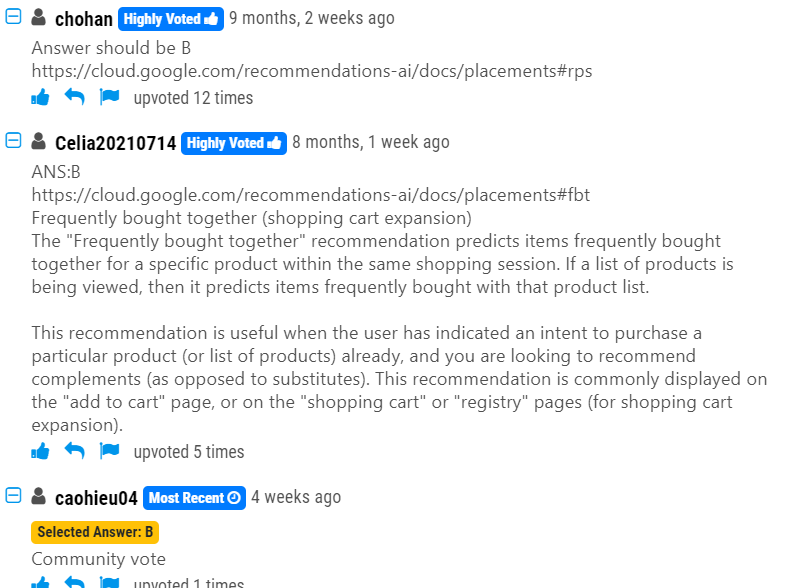 chohan Highly Voted 9 months, 2 weeks ago
Answer should be B
https://cloud.google.com/recommendations-ai/docs/placements#rps
upvoted 12 times
Celia20210714 Highly Voted 8 months, 1 week ago
ANS:B
https://cloud.google.com/recommendations-ai/docs/placements#fbt
Frequently bought together (shopping cart expansion)
The "Frequently bought together" recommendation predicts items frequently bought
together for a specific product within the same shopping session. If a list of products is
being viewed, then it predicts items frequently bought with that product list.
This recommendation is useful when the user has indicated an intent to purchase a
particular product (or list of products) already, and you are looking to recommend
complements (as opposed to substitutes). This recommendation is commonly displayed on
the "add to cart" page, or on the "shopping cart" or "registry" pages (for shopping cart
expansion).
upvoted 5 times
caohieu04 Most Recent 4 weeks ago
Selected Answer: B
Community vote
upvoted 1 times